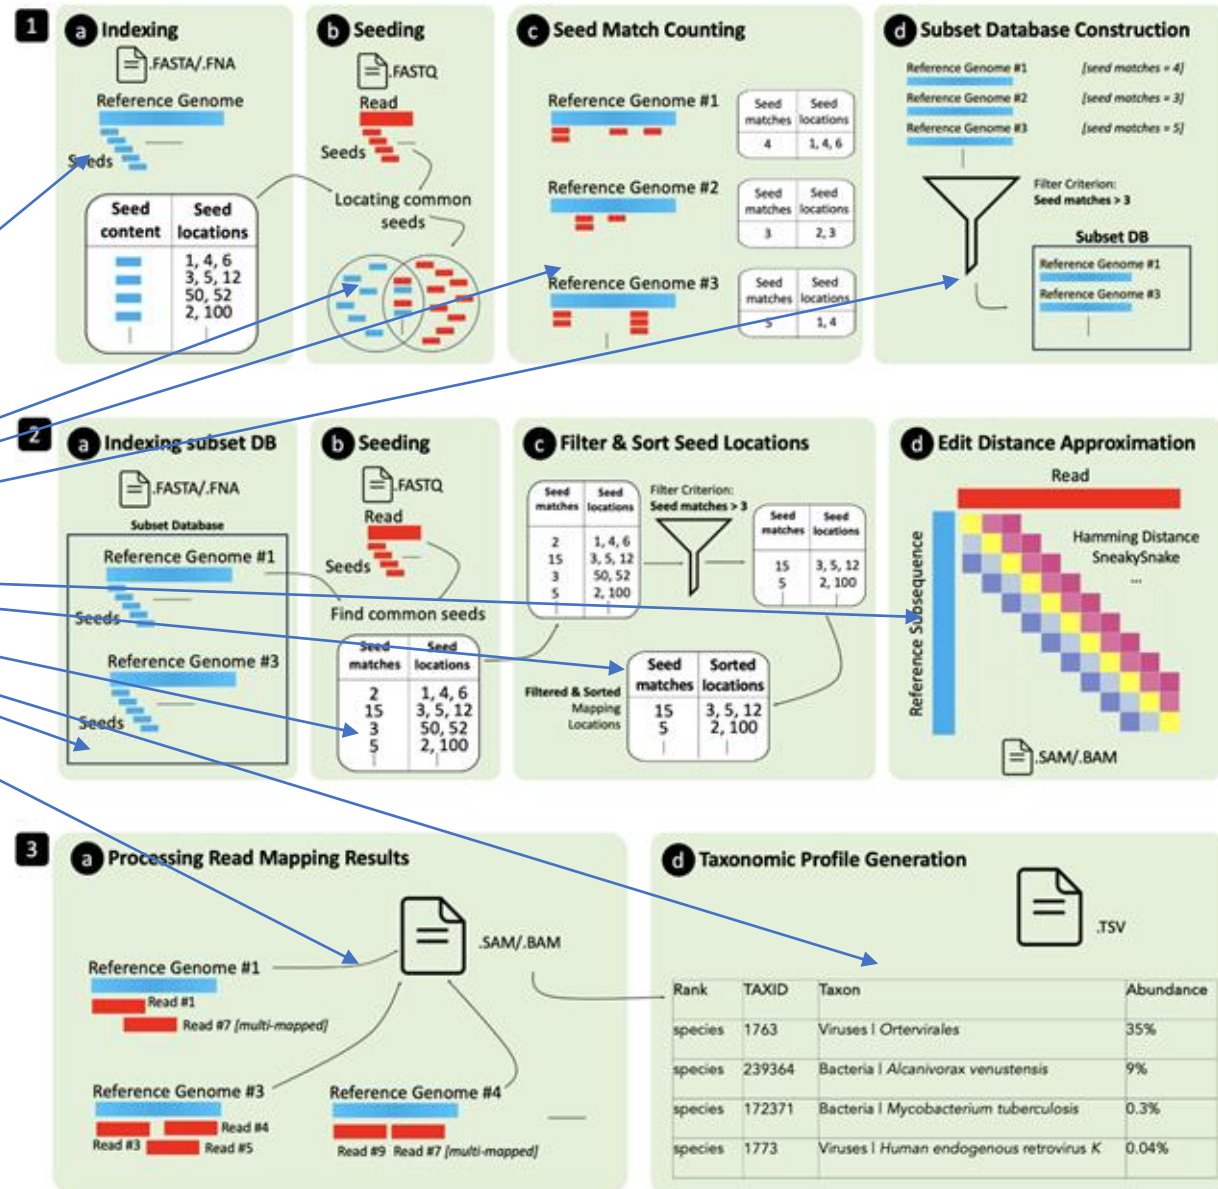 1
a Indexing
.FASTA/.FNA
Reference Genome
Seeds
Seed content
Seed locations
1, 4, 6
3, 5, 12
50, 52
2, 100
b Seeding
.FASTQ
Read
Seeds
Locating common
seeds
c Seed Match Counting
Reference Genome #1
Seed matches
Seed locations
4
1, 4, 6
Reference Genome #2
Seed matches
Seed locations
3
2, 3
Reference Genome #3
Seed matches
Seed locations
5
1, 4
d Subset Database Construction
Reference Genome #1 [seed matches = 4]
Reference Genome #2 [seed matches = 3]
Reference Genome #3 [seed matches = 5]
Filter Criterion:
Seed matches > 3
Subset DB
Reference Genome #1
Reference Genome #3
2
a Indexing subset DB
.FASTA/.FNA
Subset Database
Reference Genome #1
Seeds
Reference Genome #3
Seeds
b Seeding
.FASTQ
Read
Seeds
Find common seeds
Seed matches
Seed locations
2 1, 4, 6
15 3, 5, 12
3 50, 52
5 2, 100
c Filter & Sort Seed Locations
Seed matches
Seed locations
2 1, 4, 6
15 3, 5, 12
3 50, 52
5 2, 100
Filter Criterion:
Seed matches > 3
Seed matches
Seed locations
15 3, 5, 12
5 2, 100
Filtered & Sorted
Mapping
Locations
Seed matches
Sorted locations
15 3, 5, 12
5 2, 100
d Edit Distance Approximation
Read
Reference Subsequence
Hamming Distance
SneakySnake
...
.SAM/.BAM
3
a Processing Read Mapping Results
.SAM/.BAM
Reference Genome #1
Read #1
Read #7 [multi-mapped]
Reference Genome #3
Read #4
Read #3
Read #5
Reference Genome #4
Read #9 Read #7 [multi-mapped]
d Taxonomic Profile Generation
.TSV
Rank TAXID Taxon Abundance
species 1763 Viruses | Ortervirales 35%
species 239364 Bacteria | Alcanivorax venustensis 9%
species 172371 Bacteria | Mycobacterium tuberculosis 0.3%
species 1773 Viruses | Human endogenous retrovirus K 0.04%